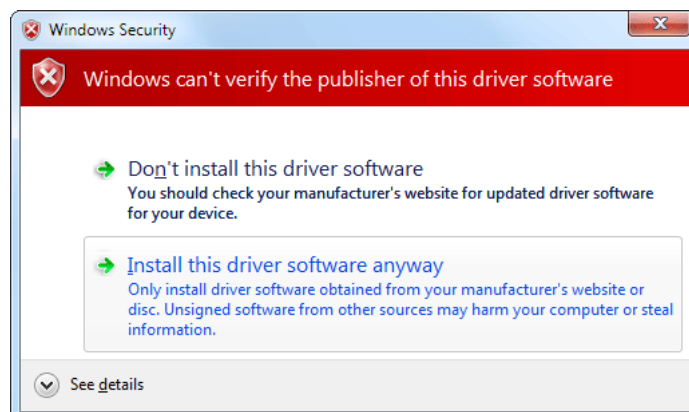 Windows Security
Windows can't verify the publisher of this driver software
Don't install this driver software
You should check your manufacturer's website for updated driver software
for your device.
Install this driver software anyway
Only install driver software obtained from your manufacturer's website or
disc. Unsigned software from other sources may harm your computer or steal
information.
See details